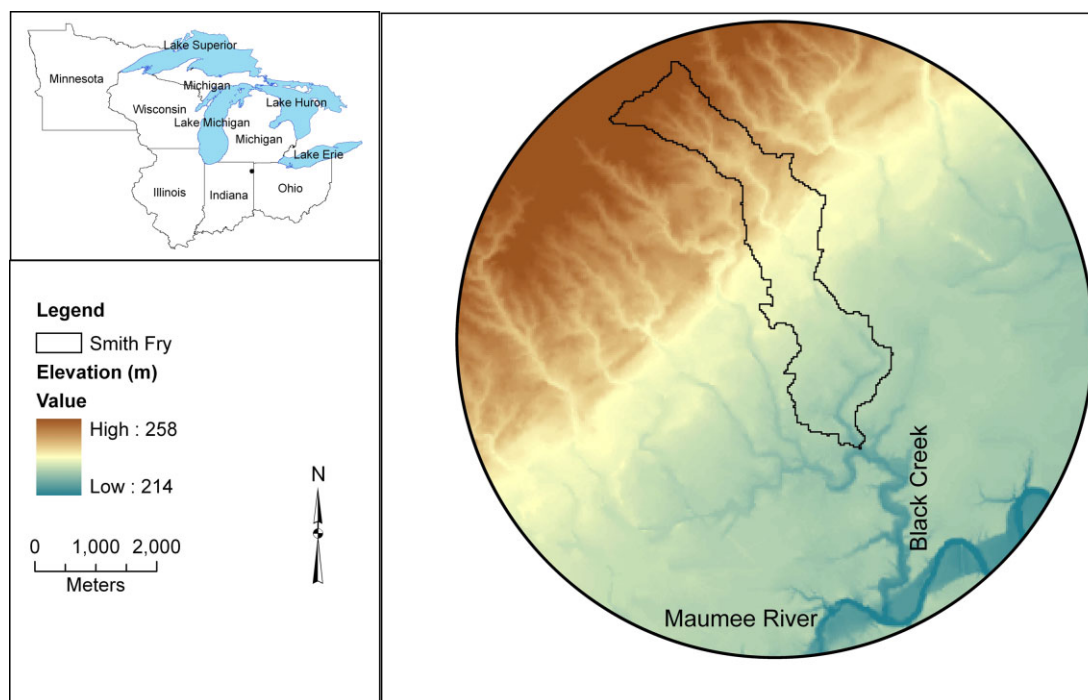 Lake Superior
Minnesota
Michigan
Wisconsin
Lake Huron
Lake Michigan
Michigan
Lake Erie
Illinois
Indiana
Ohio
Legend
Smith Fry
Elevation (m)
Value
High : 258
Low : 214
N
0 1,000 2,000
Meters
Black Creek
Maumee River